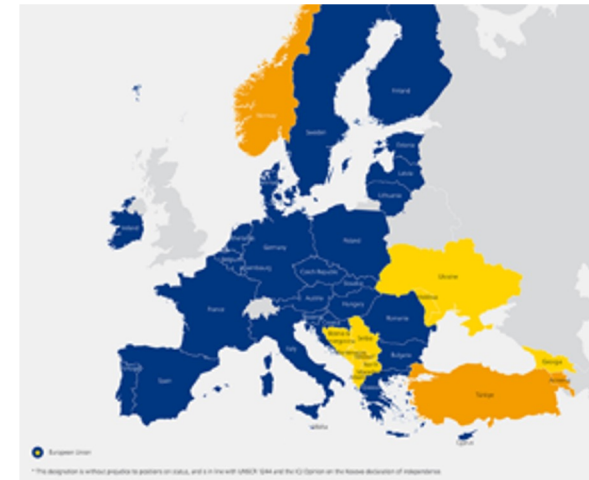 Norway
Finland
Sweden
Estonia
Latvia
Lithuania
Ireland
Germany
Poland
Ukraine
Czech Republic
France
Austria
Hungary
Moldova
Romania
Italy
Serbia
Bulgaria
Georgia
Spain
Türkiye
Malta
Cyprus
European Union
* This designation is without prejudice to positions on status, and is in line with UNSCR 1244 and the ICJ Opinion on the Kosovo declaration of independence